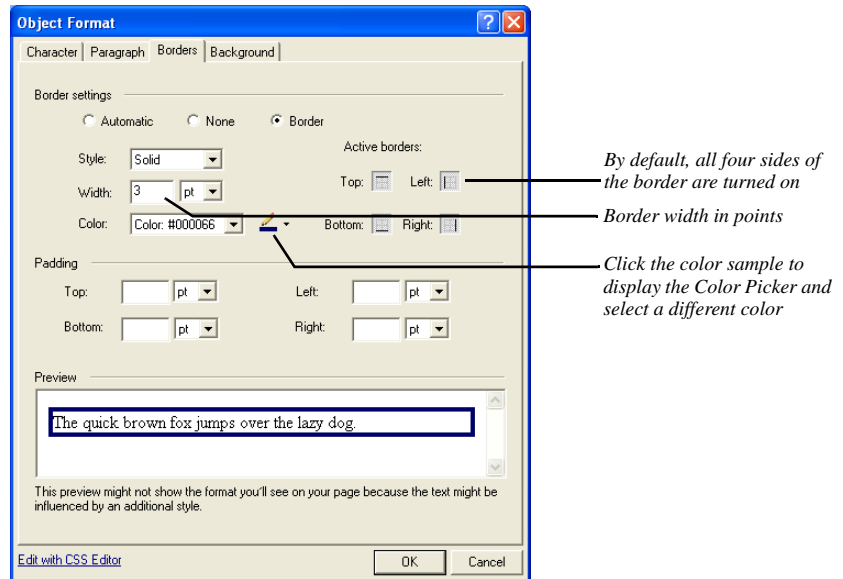 Object Format
Character Paragraph Borders Background
Border settings
Automatic None Border
Active borders:
Style: Solid
Top: Left:
Width: 3 pt
Color: Color: #000066
Bottom: Right:
By default, all four sides of
the border are turned on
Border width in points
Click the color sample to
display the Color Picker and
select a different color
Padding
Top: pt Left: pt
Bottom: pt Right: pt
Preview
The quick brown fox jumps over the lazy dog.
This preview might not show the format you'll see on your page because the text might be
influenced by an additional style.
Edit with CSS Editor
OK Cancel